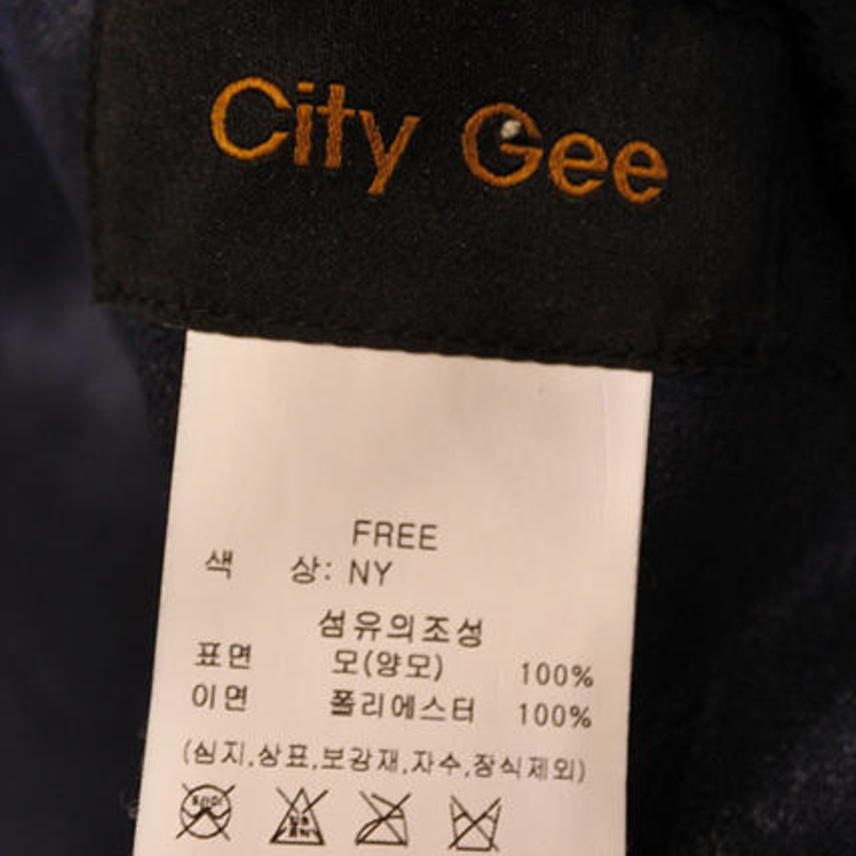 City Gee
FREE
색 상: NY
섬유의조성
표면 모(양모) 100%
이면 폴리에스터 100%
(심지,상표,보강재,자수,장식제외)